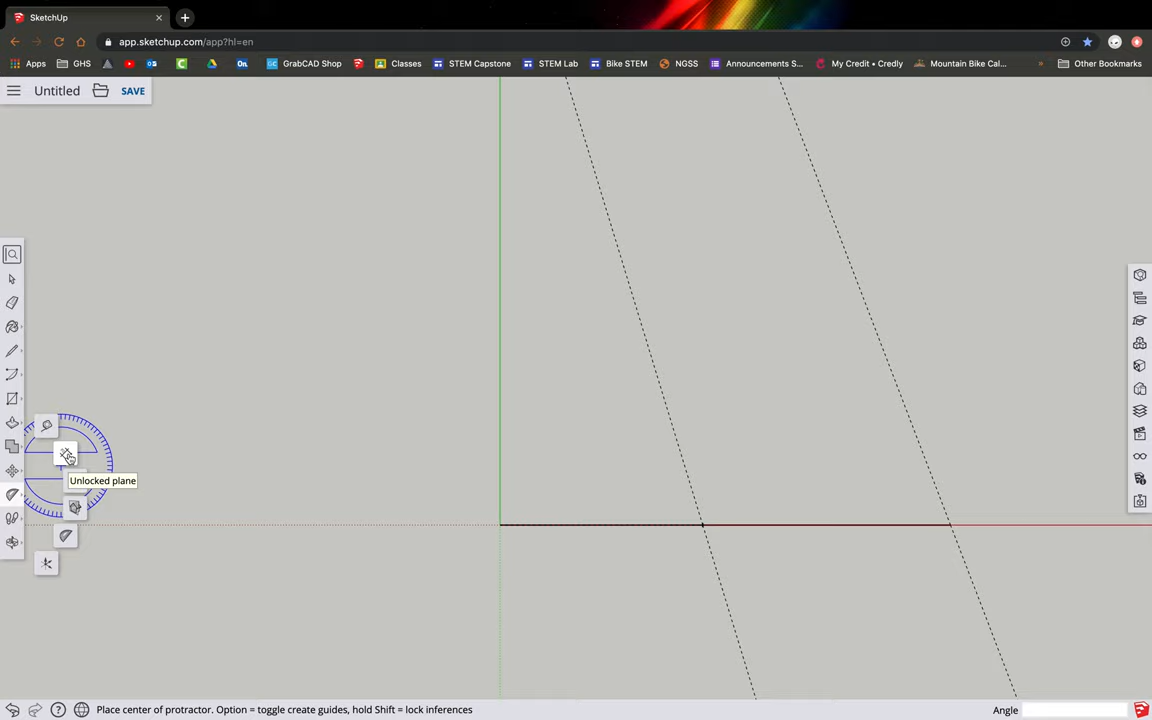 SketchUp
app.sketchup.com/app?hl=en
Apps
GHS
On
GC
GrabCAD Shop
Classes
STEM Capstone
STEM Lab
Bike STEM
NGSS
Announcements S...
My Credit • Credly
Mountain Bike Cal...
»
Other Bookmarks
Untitled
SAVE
Unlocked plane
Place center of protractor. Option = toggle create guides, hold Shift = lock inferences
Angle